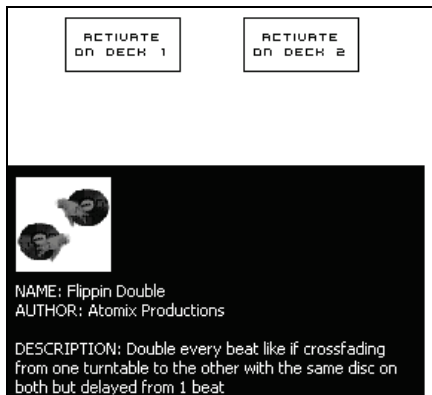 ACTIVATE ACTIVATE
ON DECK 1 ON DECK 2
NAME: Flippin Double
AUTHOR: Atomix Productions
DESCRIPTION: Double every beat like if crossfading
from one turntable to the other with the same disc on
both but delayed from 1 beat